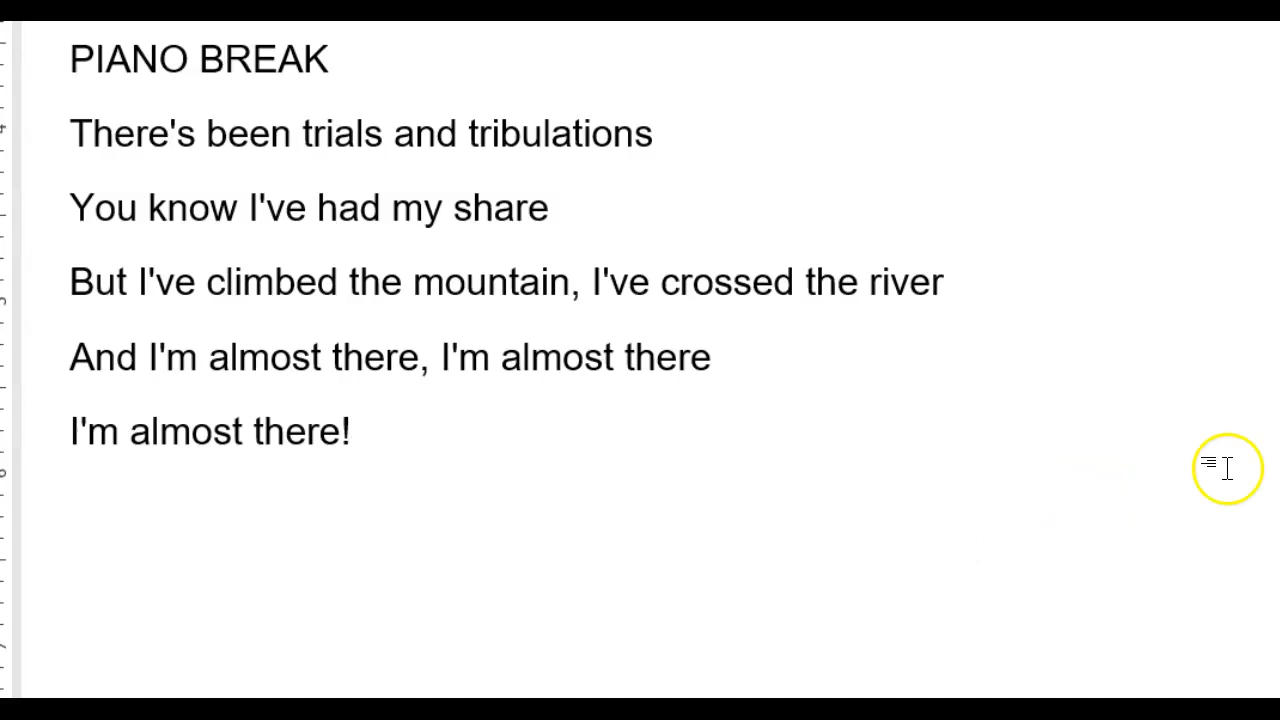 PIANO BREAK
There's been trials and tribulations
You know I've had my share
But I've climbed the mountain, I've crossed the river
And I'm almost there, I'm almost there
I'm almost there!